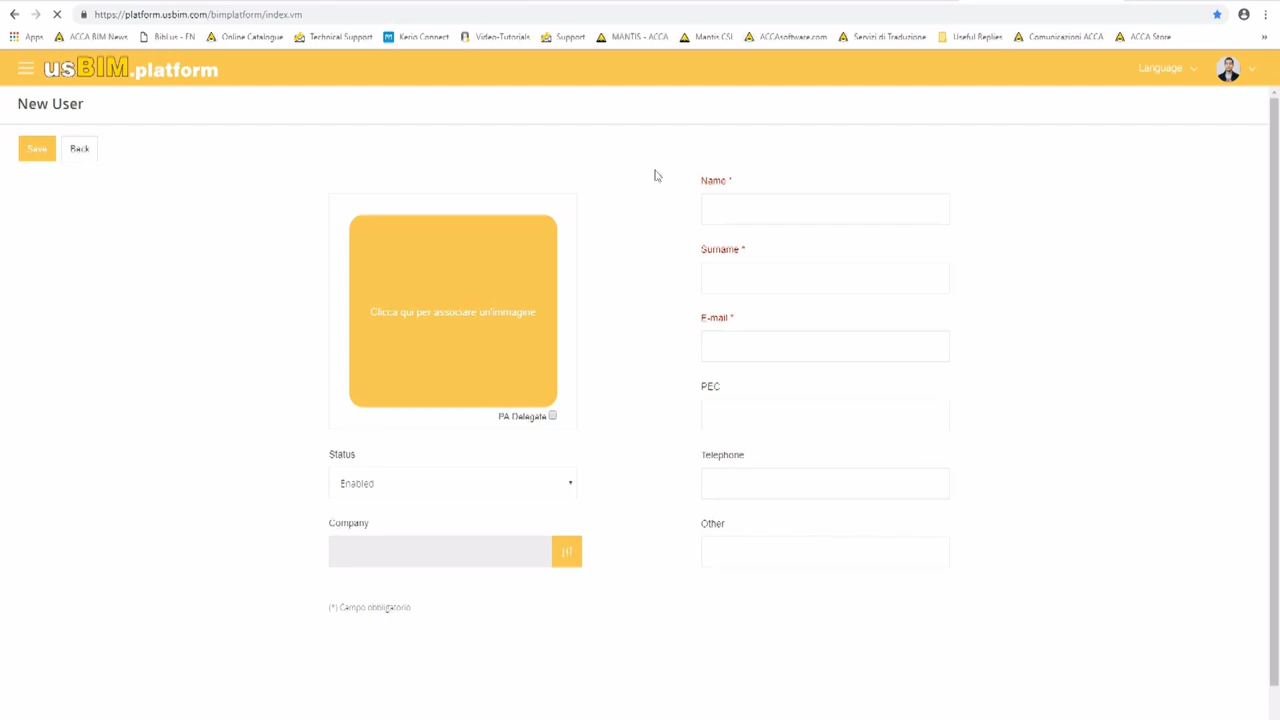 https://platform.usbim.com/bimplatform/index.vm
Apps ACCA BIM News BibLus - EN Online Catalogue Technical Support Kerio Connect Video-Tutorials Support MANTIS - ACCA Mantis CSI ACCAsoftware.com Servizi di Traduzione Useful Replies Comunicazioni ACCA ACCA Store »
usBIM.platform
Language
New User
Save Back
Name *
Surname *
Clicca qui per associare un'immagine
E-mail *
PEC
PA Delegate
Status
Telephone
Enabled
Company
Other
(*) Campo obbligatorio